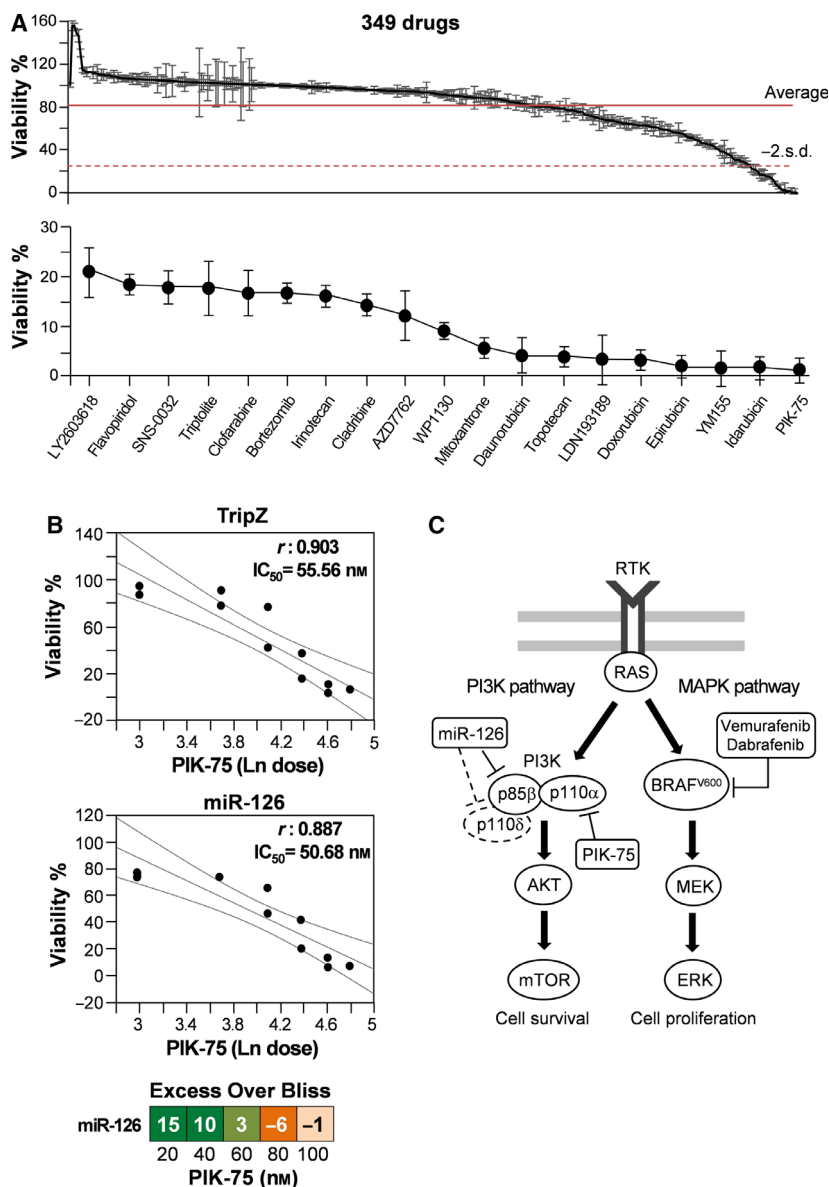 A
349 drugs
Viability %
160
120
80
40
0
Average
–2.s.d.
Viability %
30
20
10
0
LY2603618
Flavopiridol
SNS-0032
Triptolite
Clofarabine
Bortezomib
Irinotecan
Cladribine
AZD7762
WP1130
Mitoxantrone
Daunorubicin
Topotecan
LDN193189
Doxorubicin
Epirubicin
YM155
Idarubicin
PIK-75
B
TripZ
Viability %
140
100
60
20
–20
r : 0.903
IC50= 55.56 nM
3 3.4 3.8 4.2 4.6 5
PIK-75 (Ln dose)
miR-126
Viability %
120
100
80
60
40
20
0
–20
r : 0.887
IC50= 50.68 nM
3 3.4 3.8 4.2 4.6 5
PIK-75 (Ln dose)
Excess Over Bliss
miR-126 15 10 3 –6 –1
20 40 60 80 100
PIK-75 (nM)
C
RTK
RAS
PI3K pathway
MAPK pathway
miR-126
Vemurafenib
Dabrafenib
PI3K
p85β
p110α
p110δ
BRAFV600
PIK-75
AKT
MEK
mTOR
ERK
Cell survival
Cell proliferation